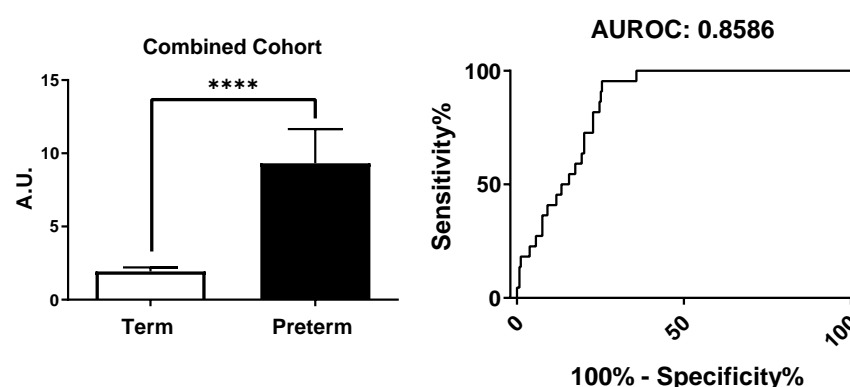 Combined Cohort
15
10
5
0
A.U.
****
Term
Preterm
AUROC: 0.8586
100
50
0
Sensitivity%
0
50
100
100% - Specificity%